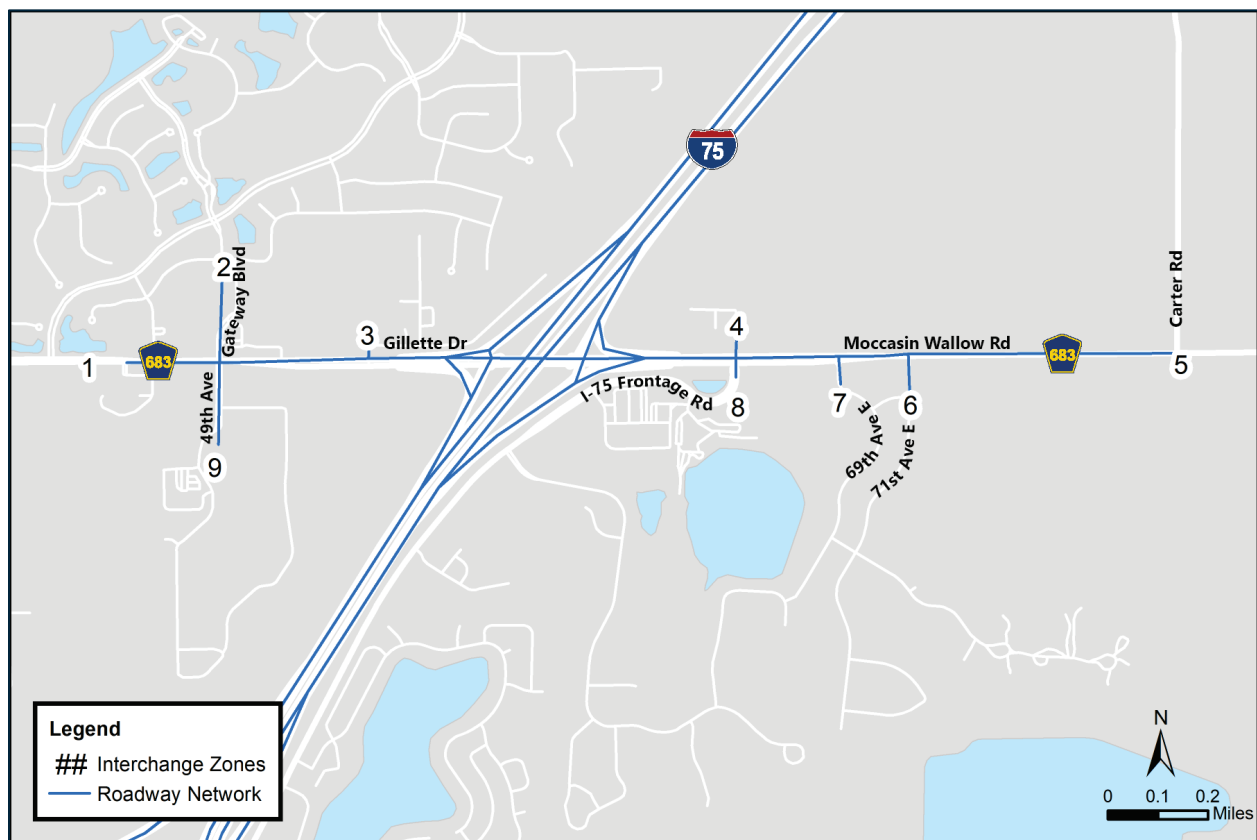 75
2
Gateway Blvd
3
Gillette Dr
4
Moccasin Wallow Rd
Carter Rd
1
683
683
5
49th Ave
I-75 Frontage Rd
8
7
6
69th Ave E
71st Ave E
9
Legend
## Interchange Zones
Roadway Network
N
0 0.1 0.2
Miles